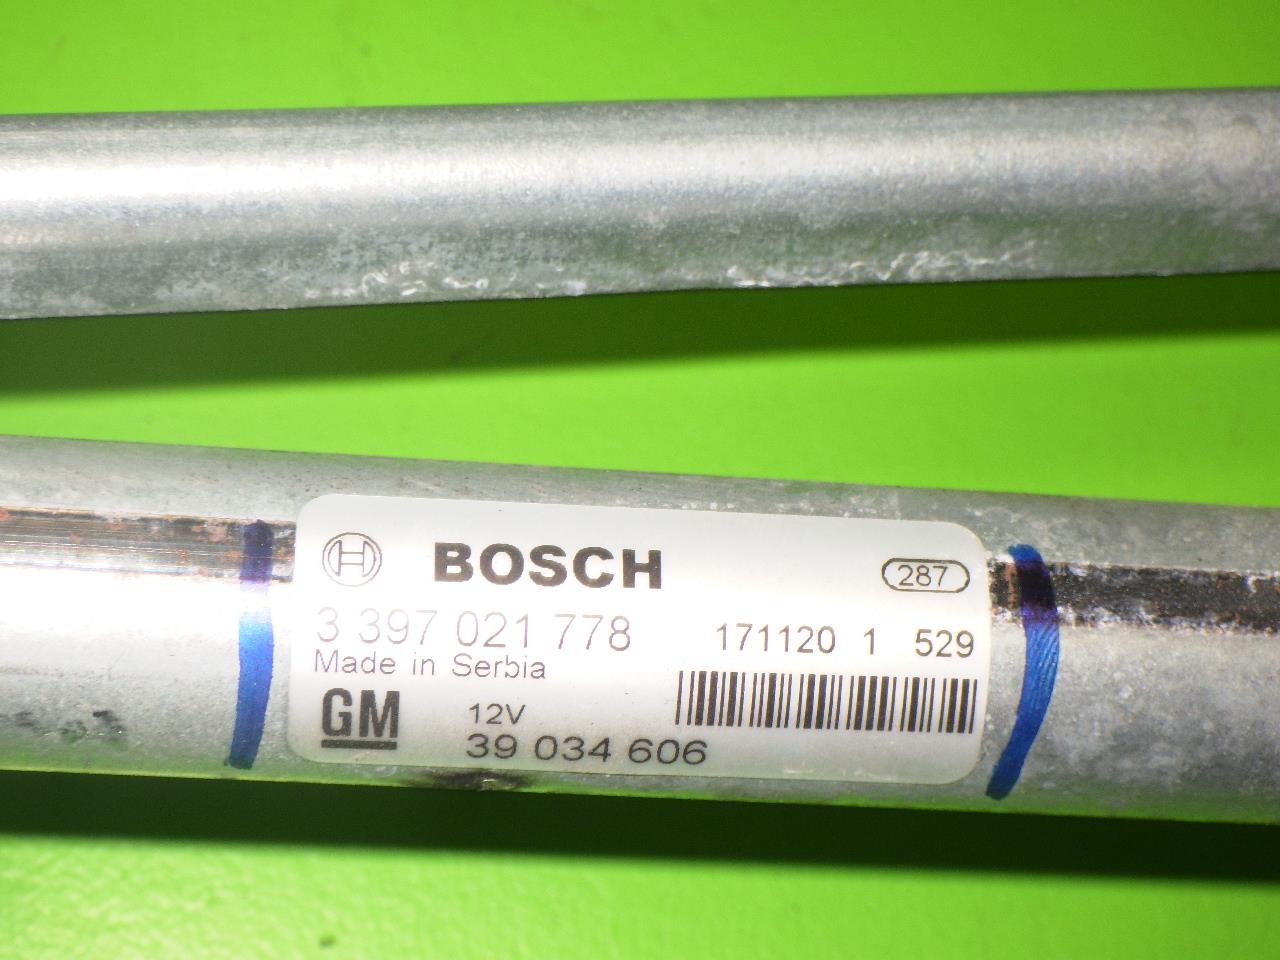 BOSCH 287
3 397 021 778 171120 1 529
Made in Serbia
GM 12V
39 034 606